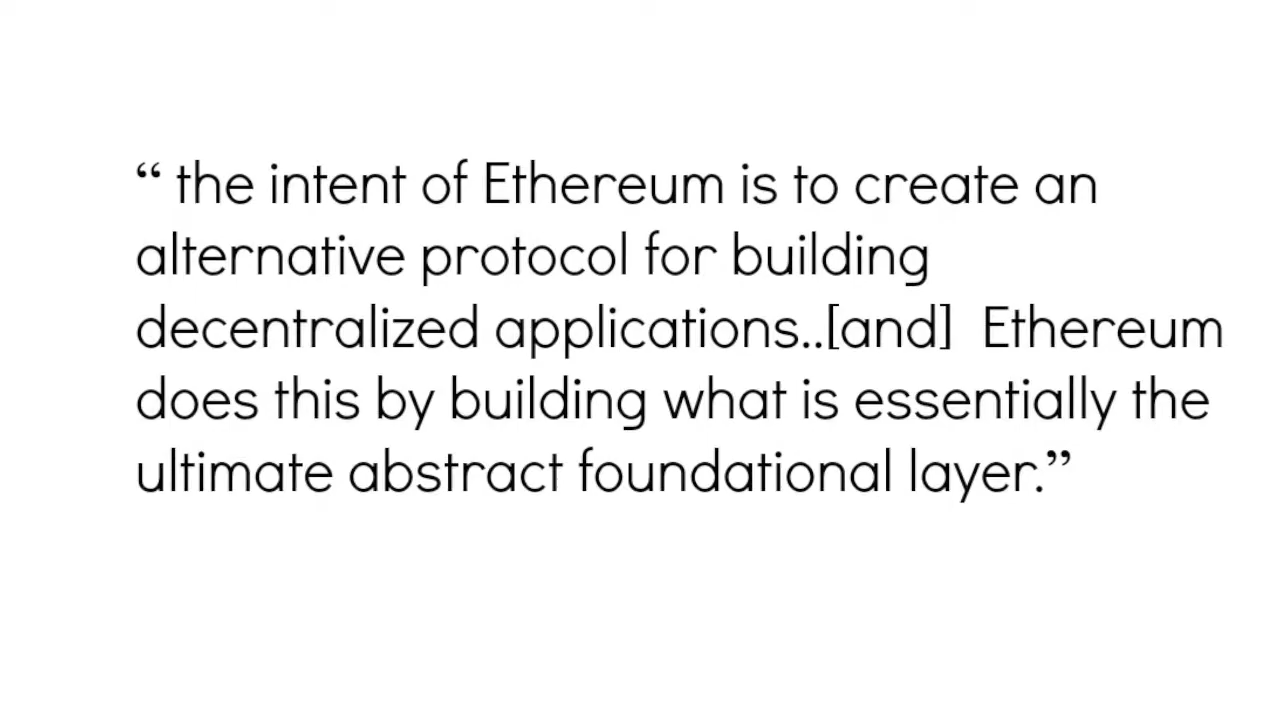 “ the intent of Ethereum is to create an
alternative protocol for building
decentralized applications..[and]  Ethereum
does this by building what is essentially the
ultimate abstract foundational layer.”